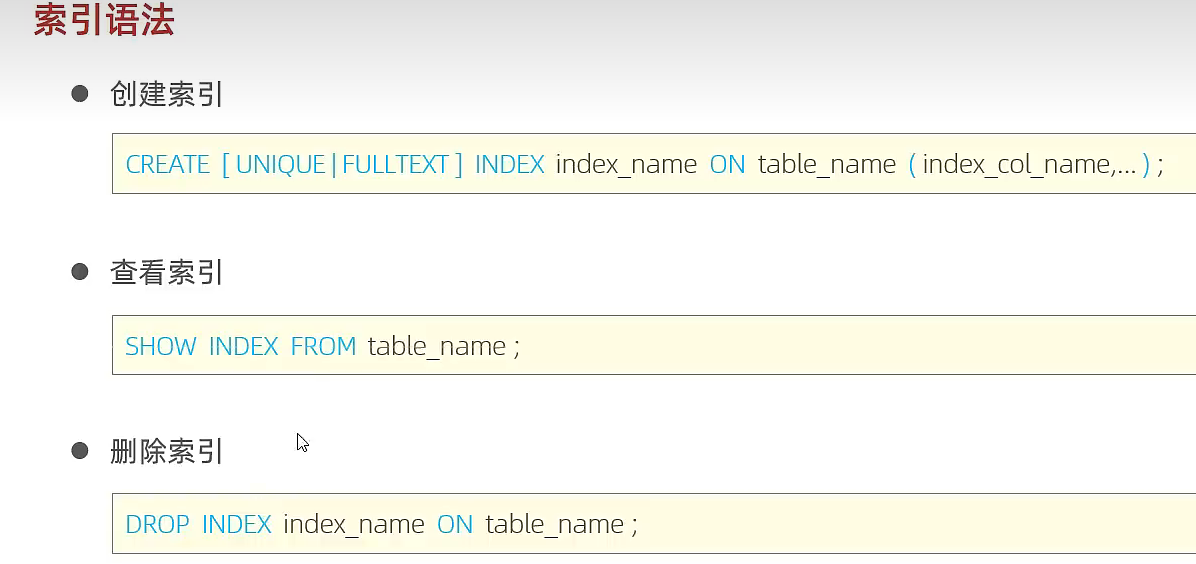 索引语法
● 创建索引
CREATE [ UNIQUE | FULLTEXT ] INDEX index_name ON table_name ( index_col_name,... ) ;
● 查看索引
SHOW INDEX FROM table_name ;
● 删除索引
DROP INDEX index_name ON table_name ;